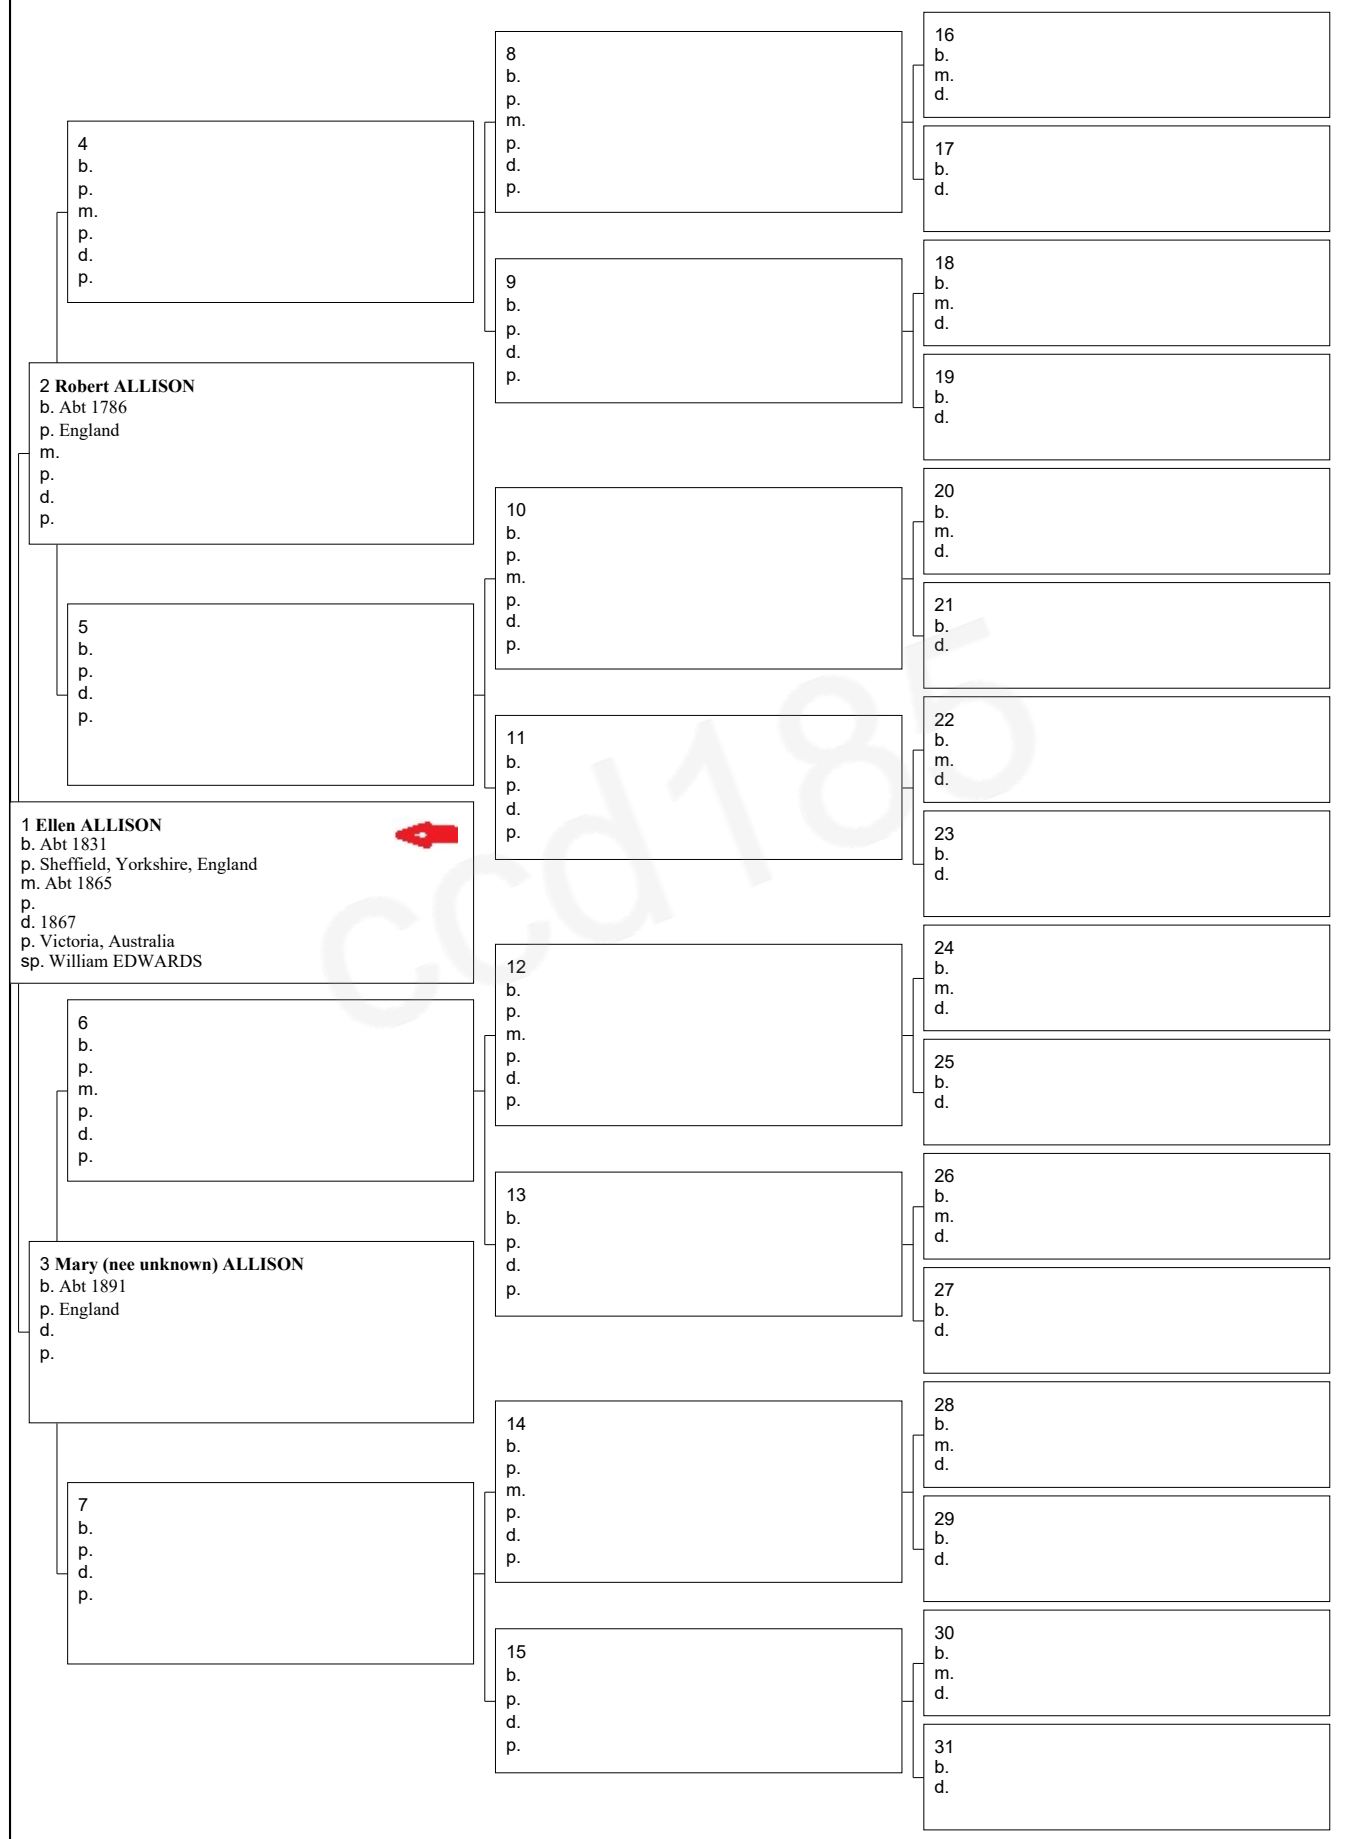 16
b.
m.
d.
8
b.
p.
m.
p.
d.
p.
17
b.
d.
4
b.
p.
m.
p.
d.
p.
18
b.
m.
d.
9
b.
p.
d.
p.
19
b.
d.
2 Robert ALLISON
b. Abt 1786
p. England
m.
p.
d.
p.
20
b.
m.
d.
10
b.
p.
m.
p.
d.
p.
21
b.
d.
5
b.
p.
d.
p.
22
b.
m.
d.
11
b.
p.
d.
p.
23
b.
d.
1 Ellen ALLISON
b. Abt 1831
p. Sheffield, Yorkshire, England
m. Abt 1865
p.
d. 1867
p. Victoria, Australia
sp. William EDWARDS
ccd185
24
b.
m.
d.
12
b.
p.
m.
p.
d.
p.
25
b.
d.
6
b.
p.
m.
p.
d.
p.
26
b.
m.
d.
13
b.
p.
d.
p.
27
b.
d.
3 Mary (nee unknown) ALLISON
b. Abt 1891
p. England
d.
p.
28
b.
m.
d.
14
b.
p.
m.
p.
d.
p.
29
b.
d.
7
b.
p.
d.
p.
30
b.
m.
d.
15
b.
p.
d.
p.
31
b.
d.